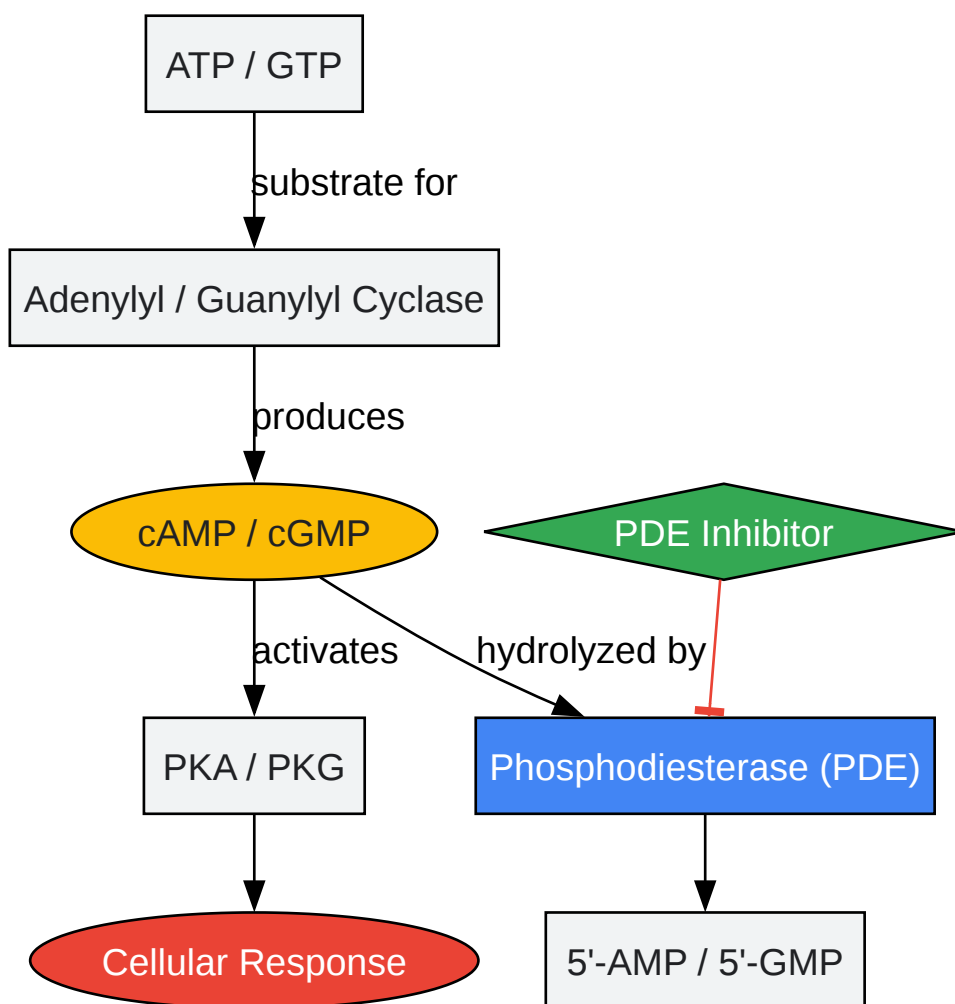 ATP / GTP
substrate for
Adenylyl / Guanylyl Cyclase
produces
cAMP / cGMP
PDE Inhibitor
activates
hydrolyzed by
PKA / PKG
Phosphodiesterase (PDE)
Cellular Response
5'-AMP / 5'-GMP